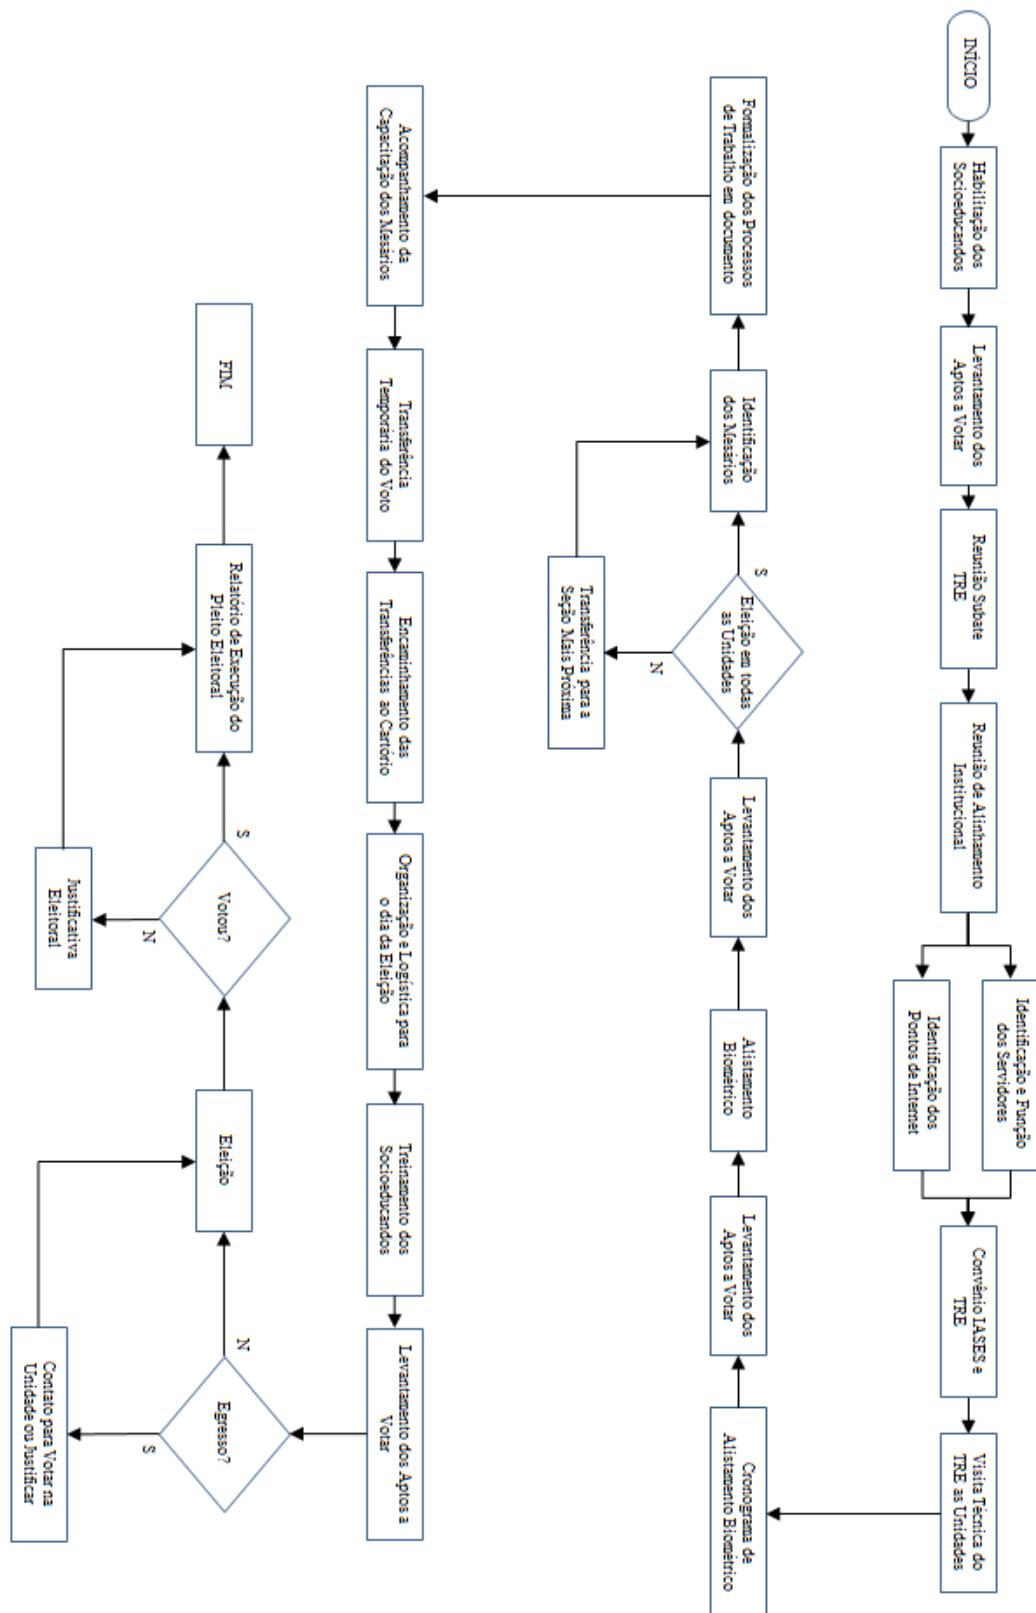 INÍCIO
Habilitação dos
Socioeducandos
Levantamento dos
Aptos a Votar
Reunião Subate
TRE
Reunião de Alinhamento
Institucional
Identificação e Função
dos Servidores
Identificação dos
Pontos de Internet
Convênio IASES e
TRE
Visita Técnica do
TRE as Unidades
Cronograma de
Alistamento Biométrico
Levantamento dos
Aptos a Votar
Alistamento
Biométrico
Levantamento dos
Aptos a Votar
Eleição em todas
as Unidades
S
N
Transferência para a
Seção Mais Próxima
Identificação
dos Mesários
Formalização dos Processos
de Trabalho em documento
Acompanhamento da
Capacitação dos Mesários
Transferência
Temporária do Voto
Encaminhamento das
Transferências ao Cartório
Organização e Logística para
o dia da Eleição
Treinamento dos
Socioeducandos
Levantamento dos Aptos a
Votar
Egresso?
N
S
Contato para Votar na
Unidade ou Justificar
Eleição
Votou?
S
N
Justificativa
Eleitoral
Relatório de Execução do
Pleito Eleitoral
FIM